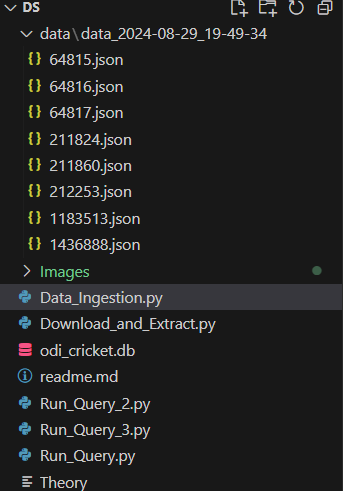 DS
data\data_2024-08-29_19-49-34
64815.json
64816.json
64817.json
211824.json
211860.json
212253.json
1183513.json
1436888.json
Images
Data_Ingestion.py
Download_and_Extract.py
odi_cricket.db
readme.md
Run_Query_2.py
Run_Query_3.py
Run_Query.py
Theory